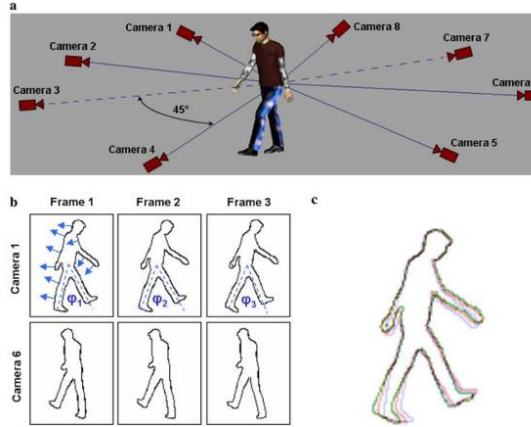 a
Camera 1
Camera 8
Camera 2
Camera 7
Camera 3
Camera
45°
Camera 4
Camera 5
b
Frame 1
Frame 2
Frame 3
c
Camera 1
φ1
φ2
φ3
Camera 6